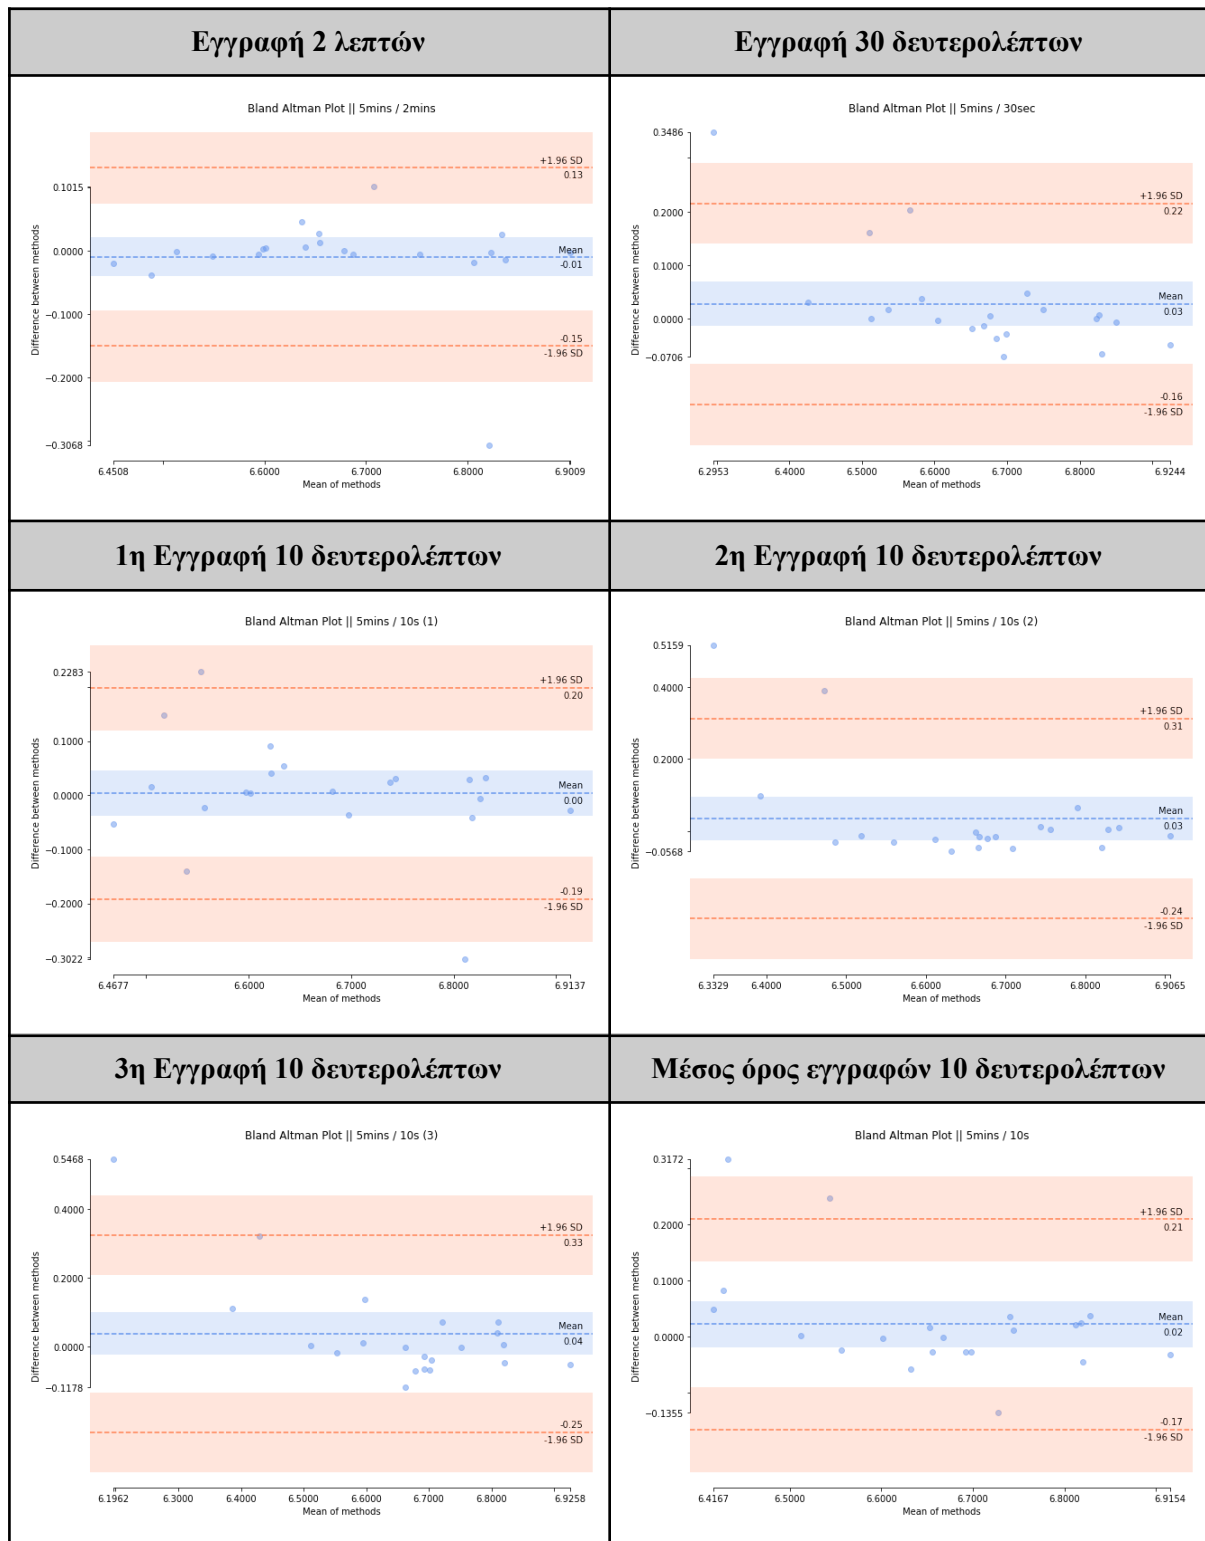 Εγγραφή 2 λεπτών
Εγγραφή 30 δευτερολέπτων
Bland Altman Plot || 5mins / 2mins
+1.96 SD
0.13
0.1015
0.0000
Mean
-0.01
−0.1000
-0.15
-1.96 SD
−0.2000
−0.3068
Difference between methods
6.4508
6.6000
6.7000
6.8000
6.9009
Mean of methods
Bland Altman Plot || 5mins / 30sec
0.3486
+1.96 SD
0.22
0.2000
0.1000
Mean
0.03
0.0000
−0.0706
-0.16
-1.96 SD
Difference between methods
6.2953
6.4000
6.5000
6.6000
6.7000
6.8000
6.9244
Mean of methods
1η Εγγραφή 10 δευτερολέπτων
2η Εγγραφή 10 δευτερολέπτων
Bland Altman Plot || 5mins / 10s (1)
0.2283
+1.96 SD
0.20
0.1000
Mean
0.00
0.0000
−0.1000
-0.19
-1.96 SD
−0.2000
−0.3022
Difference between methods
6.4677
6.6000
6.7000
6.8000
6.9137
Mean of methods
Bland Altman Plot || 5mins / 10s (2)
0.5159
0.4000
+1.96 SD
0.31
0.2000
Mean
0.03
−0.0568
-0.24
-1.96 SD
Difference between methods
6.3329
6.4000
6.5000
6.6000
6.7000
6.8000
6.9065
Mean of methods
3η Εγγραφή 10 δευτερολέπτων
Μέσος όρος εγγραφών 10 δευτερολέπτων
Bland Altman Plot || 5mins / 10s (3)
0.5468
0.4000
+1.96 SD
0.33
0.2000
Mean
0.04
0.0000
−0.1178
-0.25
-1.96 SD
Difference between methods
6.1962
6.3000
6.4000
6.5000
6.6000
6.7000
6.8000
6.9258
Mean of methods
Bland Altman Plot || 5mins / 10s
0.3172
+1.96 SD
0.21
0.2000
0.1000
Mean
0.02
0.0000
−0.1355
-0.17
-1.96 SD
Difference between methods
6.4167
6.5000
6.6000
6.7000
6.8000
6.9154
Mean of methods